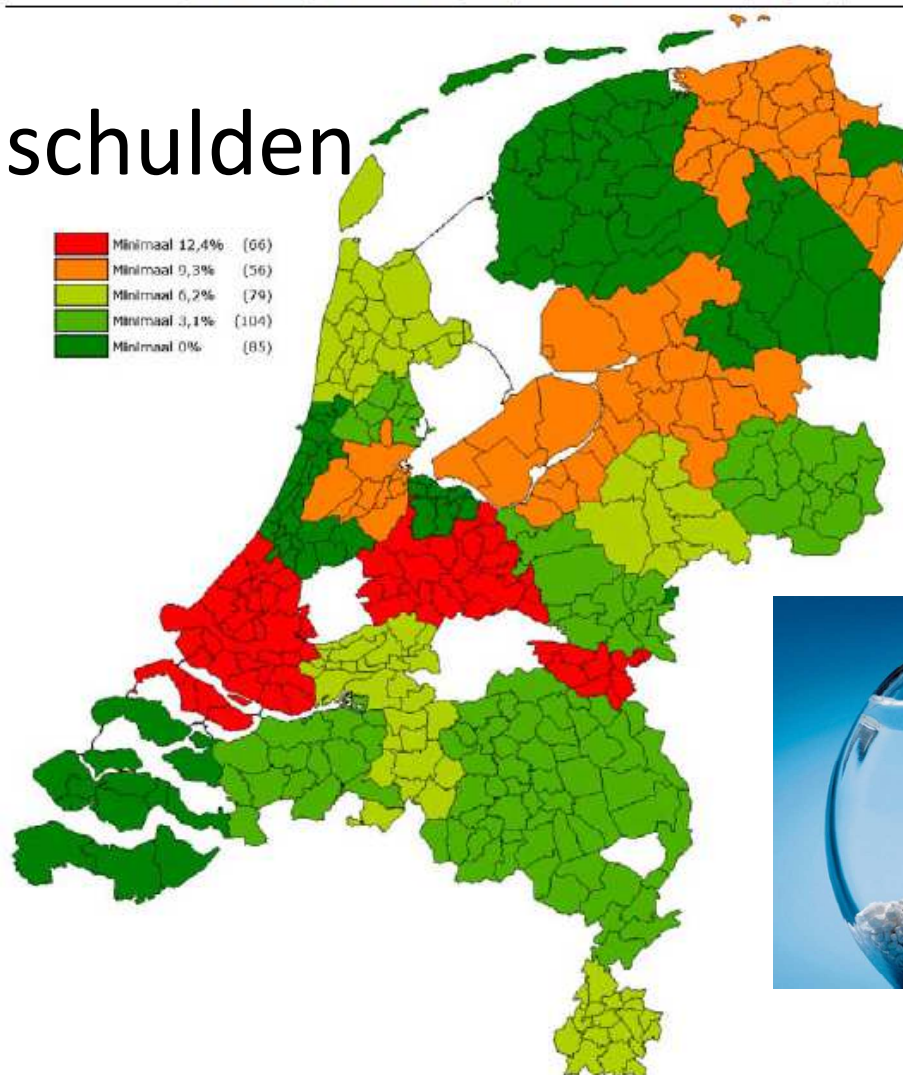 schulden
Minimaal 12,4% (66)
Minimaal 9,3% (56)
Minimaal 6,2% (79)
Minimaal 3,1% (104)
Minimaal 0% (85)